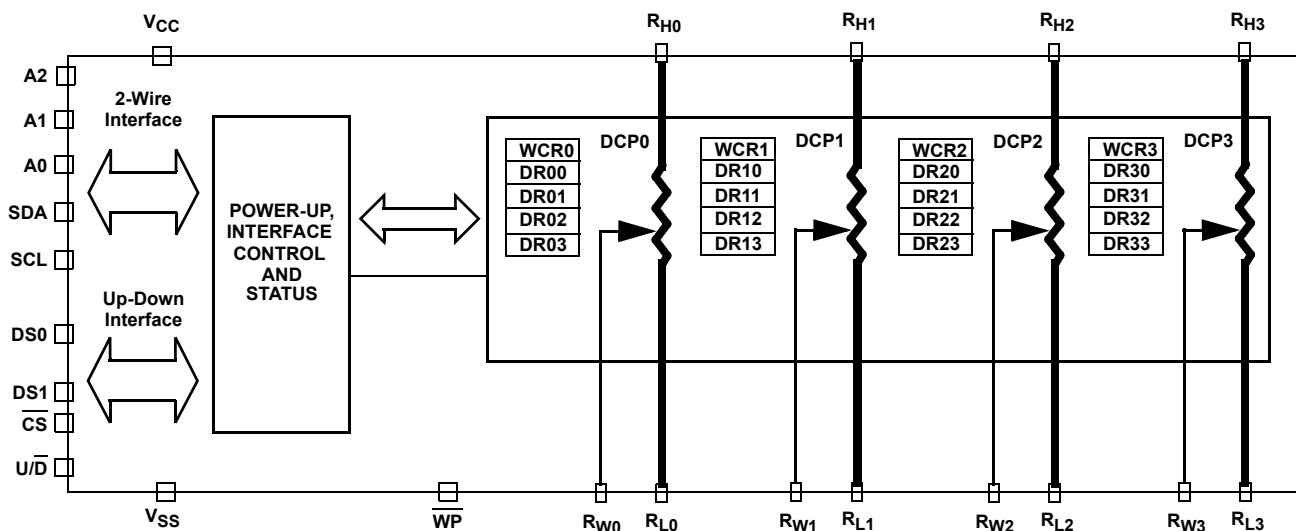 VCC
RH0
RH1
RH2
RH3
A2
A1
A0
SDA
SCL
DS0
DS1
CS
U/D
2-Wire
Interface
Up-Down
Interface
POWER-UP,
INTERFACE
CONTROL
AND
STATUS
WCR0
DR00
DR01
DR02
DR03
DCP0
WCR1
DR10
DR11
DR12
DR13
DCP1
WCR2
DR20
DR21
DR22
DR23
DCP2
WCR3
DR30
DR31
DR32
DR33
DCP3
VSS
WP
RW0
RL0
RW1
RL1
RW2
RL2
RW3
RL3